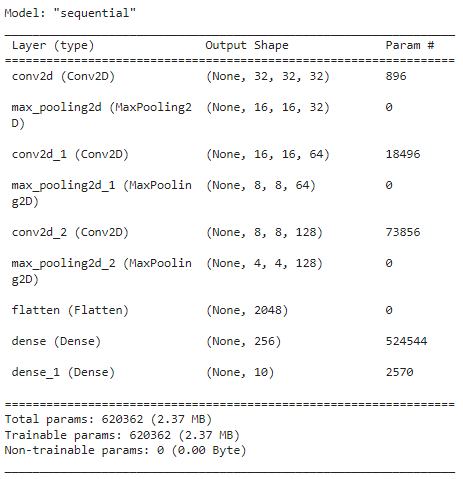 Model: "sequential"
Layer (type) Output Shape Param #
conv2d (Conv2D) (None, 32, 32, 32) 896
max_pooling2d (MaxPooling2 (None, 16, 16, 32) 0
D)
conv2d_1 (Conv2D) (None, 16, 16, 64) 18496
max_pooling2d_1 (MaxPoolin (None, 8, 8, 64) 0
g2D)
conv2d_2 (Conv2D) (None, 8, 8, 128) 73856
max_pooling2d_2 (MaxPoolin (None, 4, 4, 128) 0
g2D)
flatten (Flatten) (None, 2048) 0
dense (Dense) (None, 256) 524544
dense_1 (Dense) (None, 10) 2570
Total params: 620362 (2.37 MB)
Trainable params: 620362 (2.37 MB)
Non-trainable params: 0 (0.00 Byte)